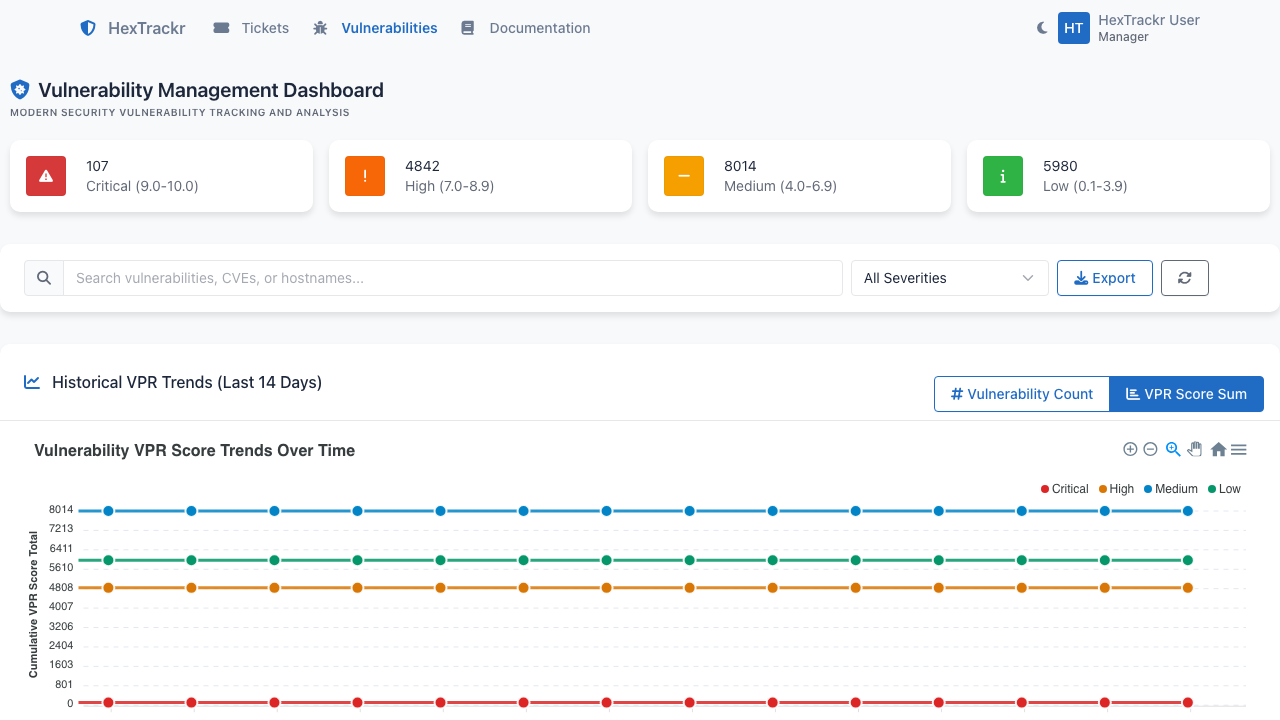 HexTrackr
Tickets
Vulnerabilities
Documentation
HT
HexTrackr User
Manager
Vulnerability Management Dashboard
MODERN SECURITY VULNERABILITY TRACKING AND ANALYSIS
107
Critical (9.0-10.0)
4842
High (7.0-8.9)
8014
Medium (4.0-6.9)
5980
Low (0.1-3.9)
Search vulnerabilities, CVEs, or hostnames...
All Severities
Export
Historical VPR Trends (Last 14 Days)
# Vulnerability Count
VPR Score Sum
Vulnerability VPR Score Trends Over Time
Critical
High
Medium
Low
Cumulative VPR Score Total
8014
7213
6411
5610
4808
4007
3206
2404
1603
801
0